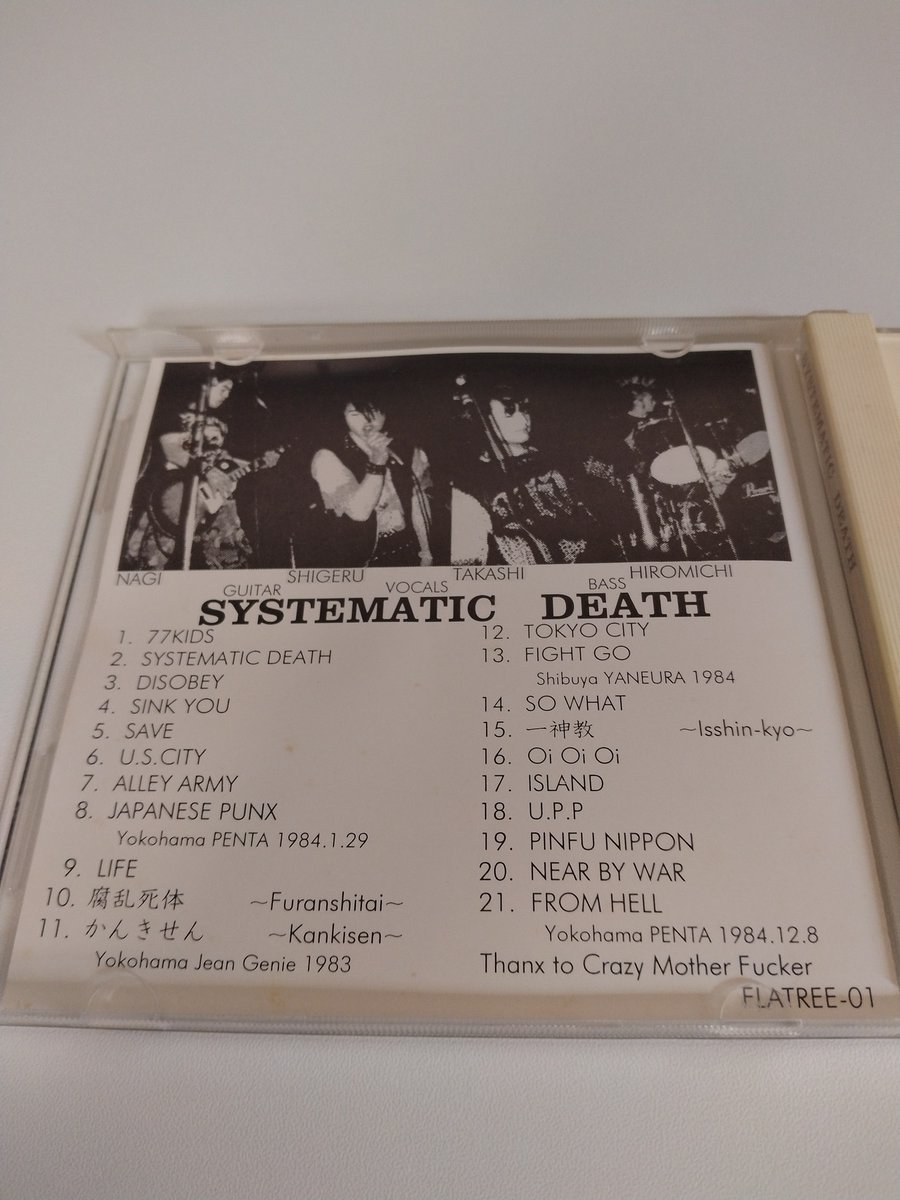 NAGI
GUITAR
SHIGERU
VOCALS
TAKASHI
BASS
HIROMICHI
SYSTEMATIC DEATH
1. 77KIDS
2. SYSTEMATIC DEATH
3. DISOBEY
4. SINK YOU
5. SAVE
6. U.S.CITY
7. ALLEY ARMY
8. JAPANESE PUNX
Yokohama PENTA 1984.1.29
9. LIFE
10. 腐乱死体 ~Furanshitai~
11. かんきせん ~Kankisen~
Yokohama Jean Genie 1983
12. TOKYO CITY
13. FIGHT GO
Shibuya YANEURA 1984
14. SO WHAT
15. 一神教 ~Isshin-kyo~
16. Oi Oi Oi
17. ISLAND
18. U.P.P
19. PINFU NIPPON
20. NEAR BY WAR
21. FROM HELL
Yokohama PENTA 1984.12.8
Thanx to Crazy Mother Fucker
FLATREE-01
SYSTEMATIC DEATH